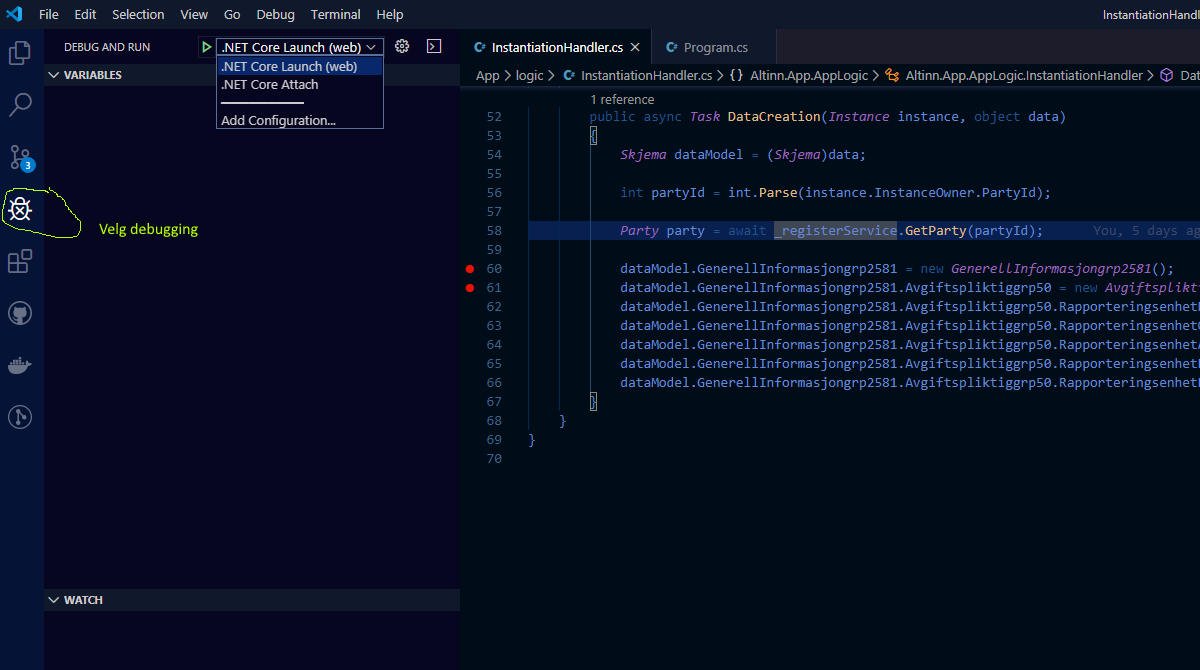 File Edit Selection View Go Debug Terminal Help
InstantiationHandl
DEBUG AND RUN
.NET Core Launch (web)
InstantiationHandler.cs
Program.cs
.NET Core Launch (web)
.NET Core Attach
Add Configuration...
VARIABLES
App > logic > InstantiationHandler.cs > {} Altinn.App.AppLogic > Altinn.App.AppLogic.InstantiationHandler > Dat
3
Velg debugging
1 reference
52 public async Task DataCreation(Instance instance, object data)
53 {
54 Skjema dataModel = (Skjema)data;
55
56 int partyId = int.Parse(instance.InstanceOwner.PartyId);
57
58 Party party = await _registerService.GetParty(partyId); You, 5 days ag
59
60 dataModel.GenerellInformasjongrp2581 = new GenerellInformasjongrp2581();
61 dataModel.GenerellInformasjongrp2581.Avgiftspliktiggrp50 = new Avgiftsplikt
62 dataModel.GenerellInformasjongrp2581.Avgiftspliktiggrp50.Rapporteringsenhet
63 dataModel.GenerellInformasjongrp2581.Avgiftspliktiggrp50.Rapporteringsenhet
64 dataModel.GenerellInformasjongrp2581.Avgiftspliktiggrp50.Rapporteringsenhet
65 dataModel.GenerellInformasjongrp2581.Avgiftspliktiggrp50.Rapporteringsenhet
66 dataModel.GenerellInformasjongrp2581.Avgiftspliktiggrp50.Rapporteringsenhet
67 }
68 }
69 }
70
WATCH